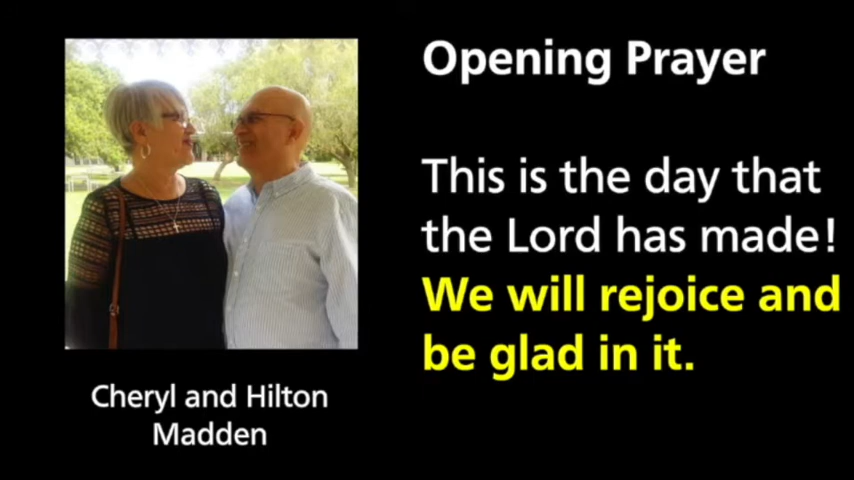 Opening Prayer
This is the day that
the Lord has made!
We will rejoice and
be glad in it.
Cheryl and Hilton
Madden